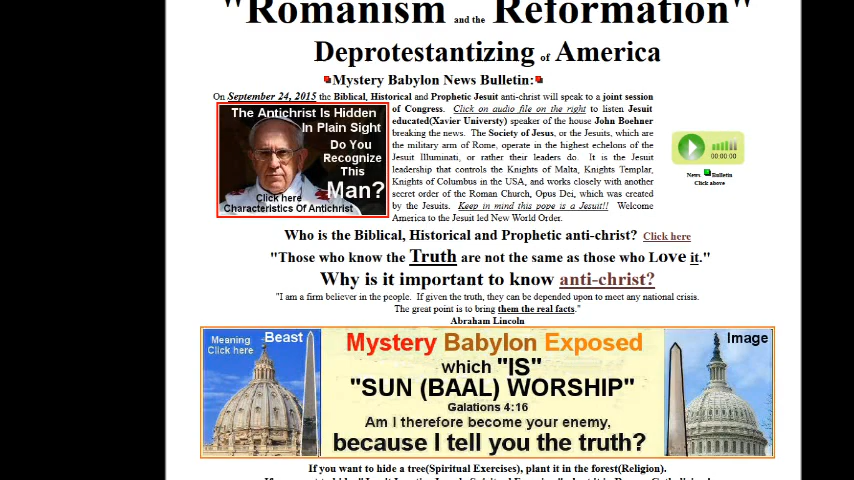 "Romanism and the Reformation"
Deprotestantizing of America
Mystery Babylon News Bulletin:
On September 24, 2015 the Biblical, Historical and Prophetic Jesuit anti-christ will speak to a joint session
of Congress. Click on audio file on the right to listen Jesuit
educated(Xavier Universty) speaker of the house John Boehner
breaking the news. The Society of Jesus, or the Jesuits, which are
the military arm of Rome, operate in the highest echelons of the
Jesuit Illuminati, or rather their leaders do. It is the Jesuit
leadership that controls the Knights of Malta, Knights Templar,
Knights of Columbus in the USA, and works closely with another
secret order of the Roman Church, Opus Dei, which was created
by the Jesuits. Keep in mind this pope is a Jesuit!! Welcome
America to the Jesuit led New World Order.
The Antichrist Is Hidden
In Plain Sight
Do You
Recognize
This
Man?
Click here
Characteristics Of Antichrist
00:00:00
News Bulletin
Click above
Who is the Biblical, Historical and Prophetic anti-christ? Click here
"Those who know the Truth are not the same as those who Love it."
Why is it important to know anti-christ?
"I am a firm believer in the people. If given the truth, they can be depended upon to meet any national crisis.
The great point is to bring them the real facts."
Abraham Lincoln
Meaning
Click here
Beast
Mystery Babylon Exposed
which "IS"
"SUN (BAAL) WORSHIP"
Galations 4:16
Am I therefore become your enemy,
because I tell you the truth?
Image
If you want to hide a tree(Spiritual Exercises), plant it in the forest(Religion).